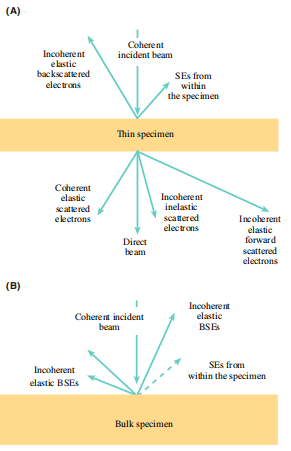 (A)
Incoherent
elastic
backscattered
electrons
Coherent
incident beam
SEs from
within
the specimen
Thin specimen
Coherent
elastic
scattered
electrons
Direct
beam
Incoherent
inelastic
scattered
electrons
Incoherent
elastic
forward
scattered
electrons
(B)
Coherent incident
beam
Incoherent
elastic
BSEs
Incoherent
elastic BSEs
SEs from
within the specimen
Bulk specimen